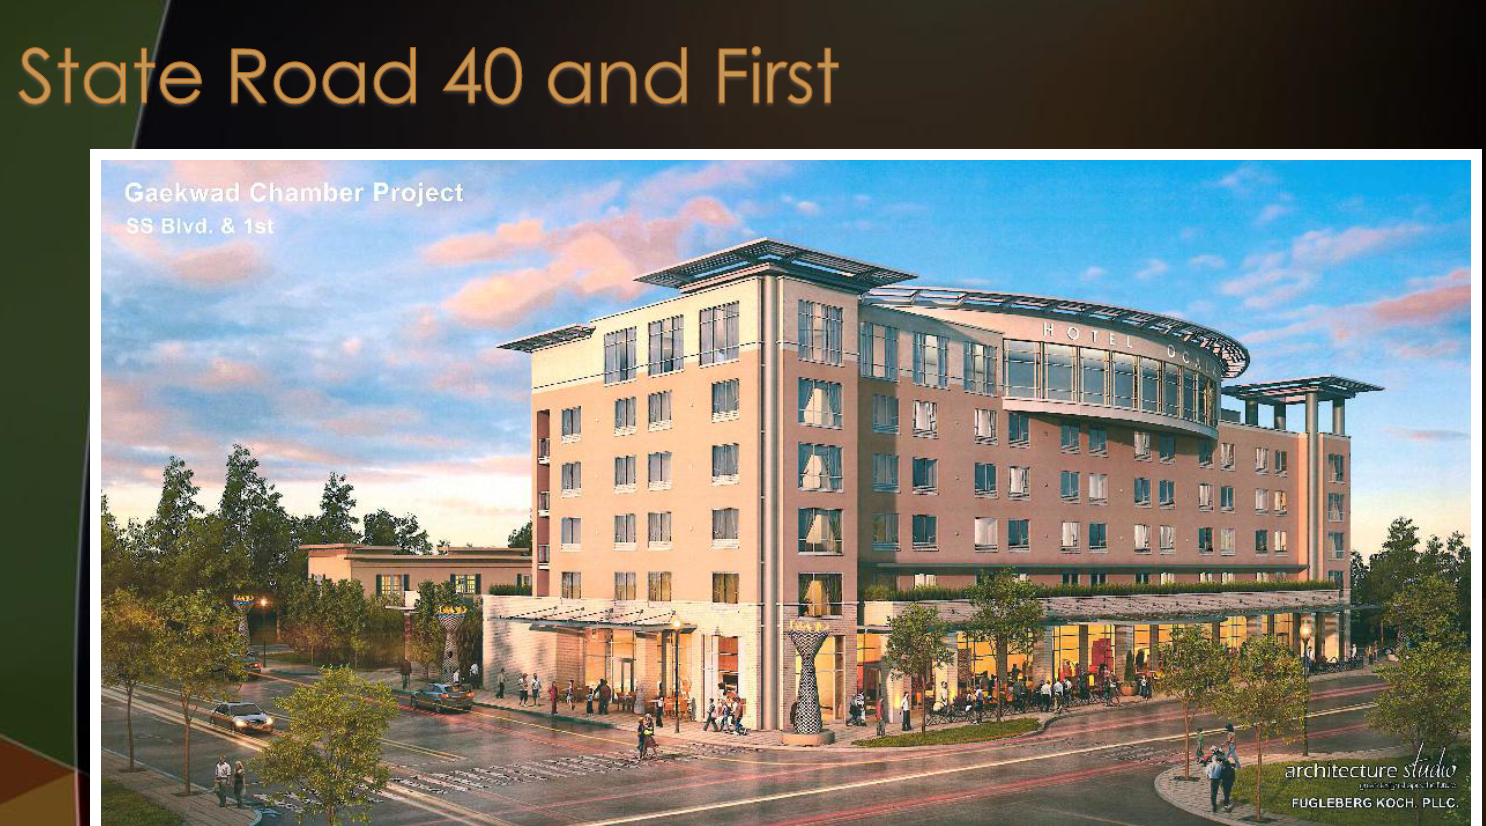 State Road 40 and First
Gaekwad Chamber Project
SS Blvd. & 1st
HOTEL
architecture studio
FUGLEBERG KOCH, PLLC.